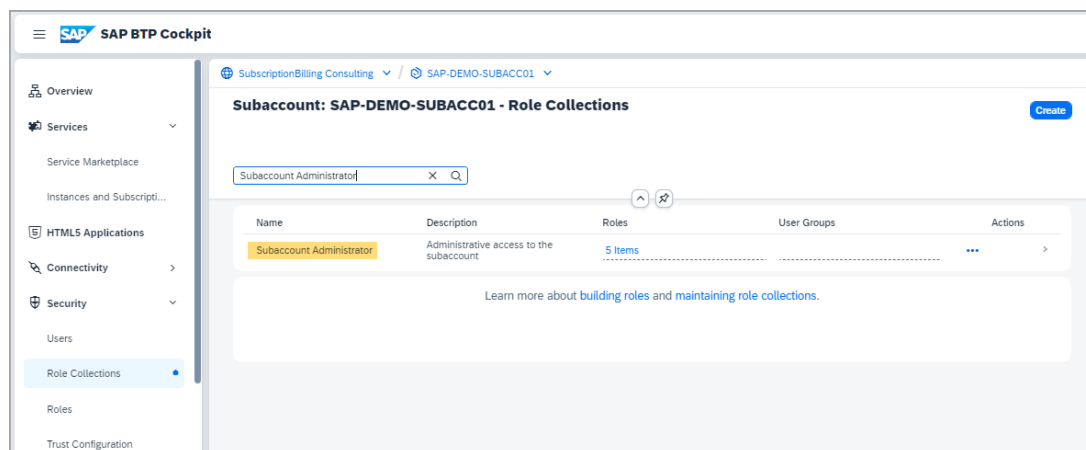 SAP SAP BTP Cockpit
SubscriptionBilling Consulting / SAP-DEMO-SUBACC01
Overview
Services
Service Marketplace
Instances and Subscripti...
5 HTML5 Applications
Connectivity
Security
Users
Role Collections
Roles
Trust Configuration
Subaccount: SAP-DEMO-SUBACC01 - Role Collections
Create
Subaccount Administrator
Name Description Roles User Groups Actions
Subaccount Administrator Administrative access to the 5 Items
subaccount
Learn more about building roles and maintaining role collections.